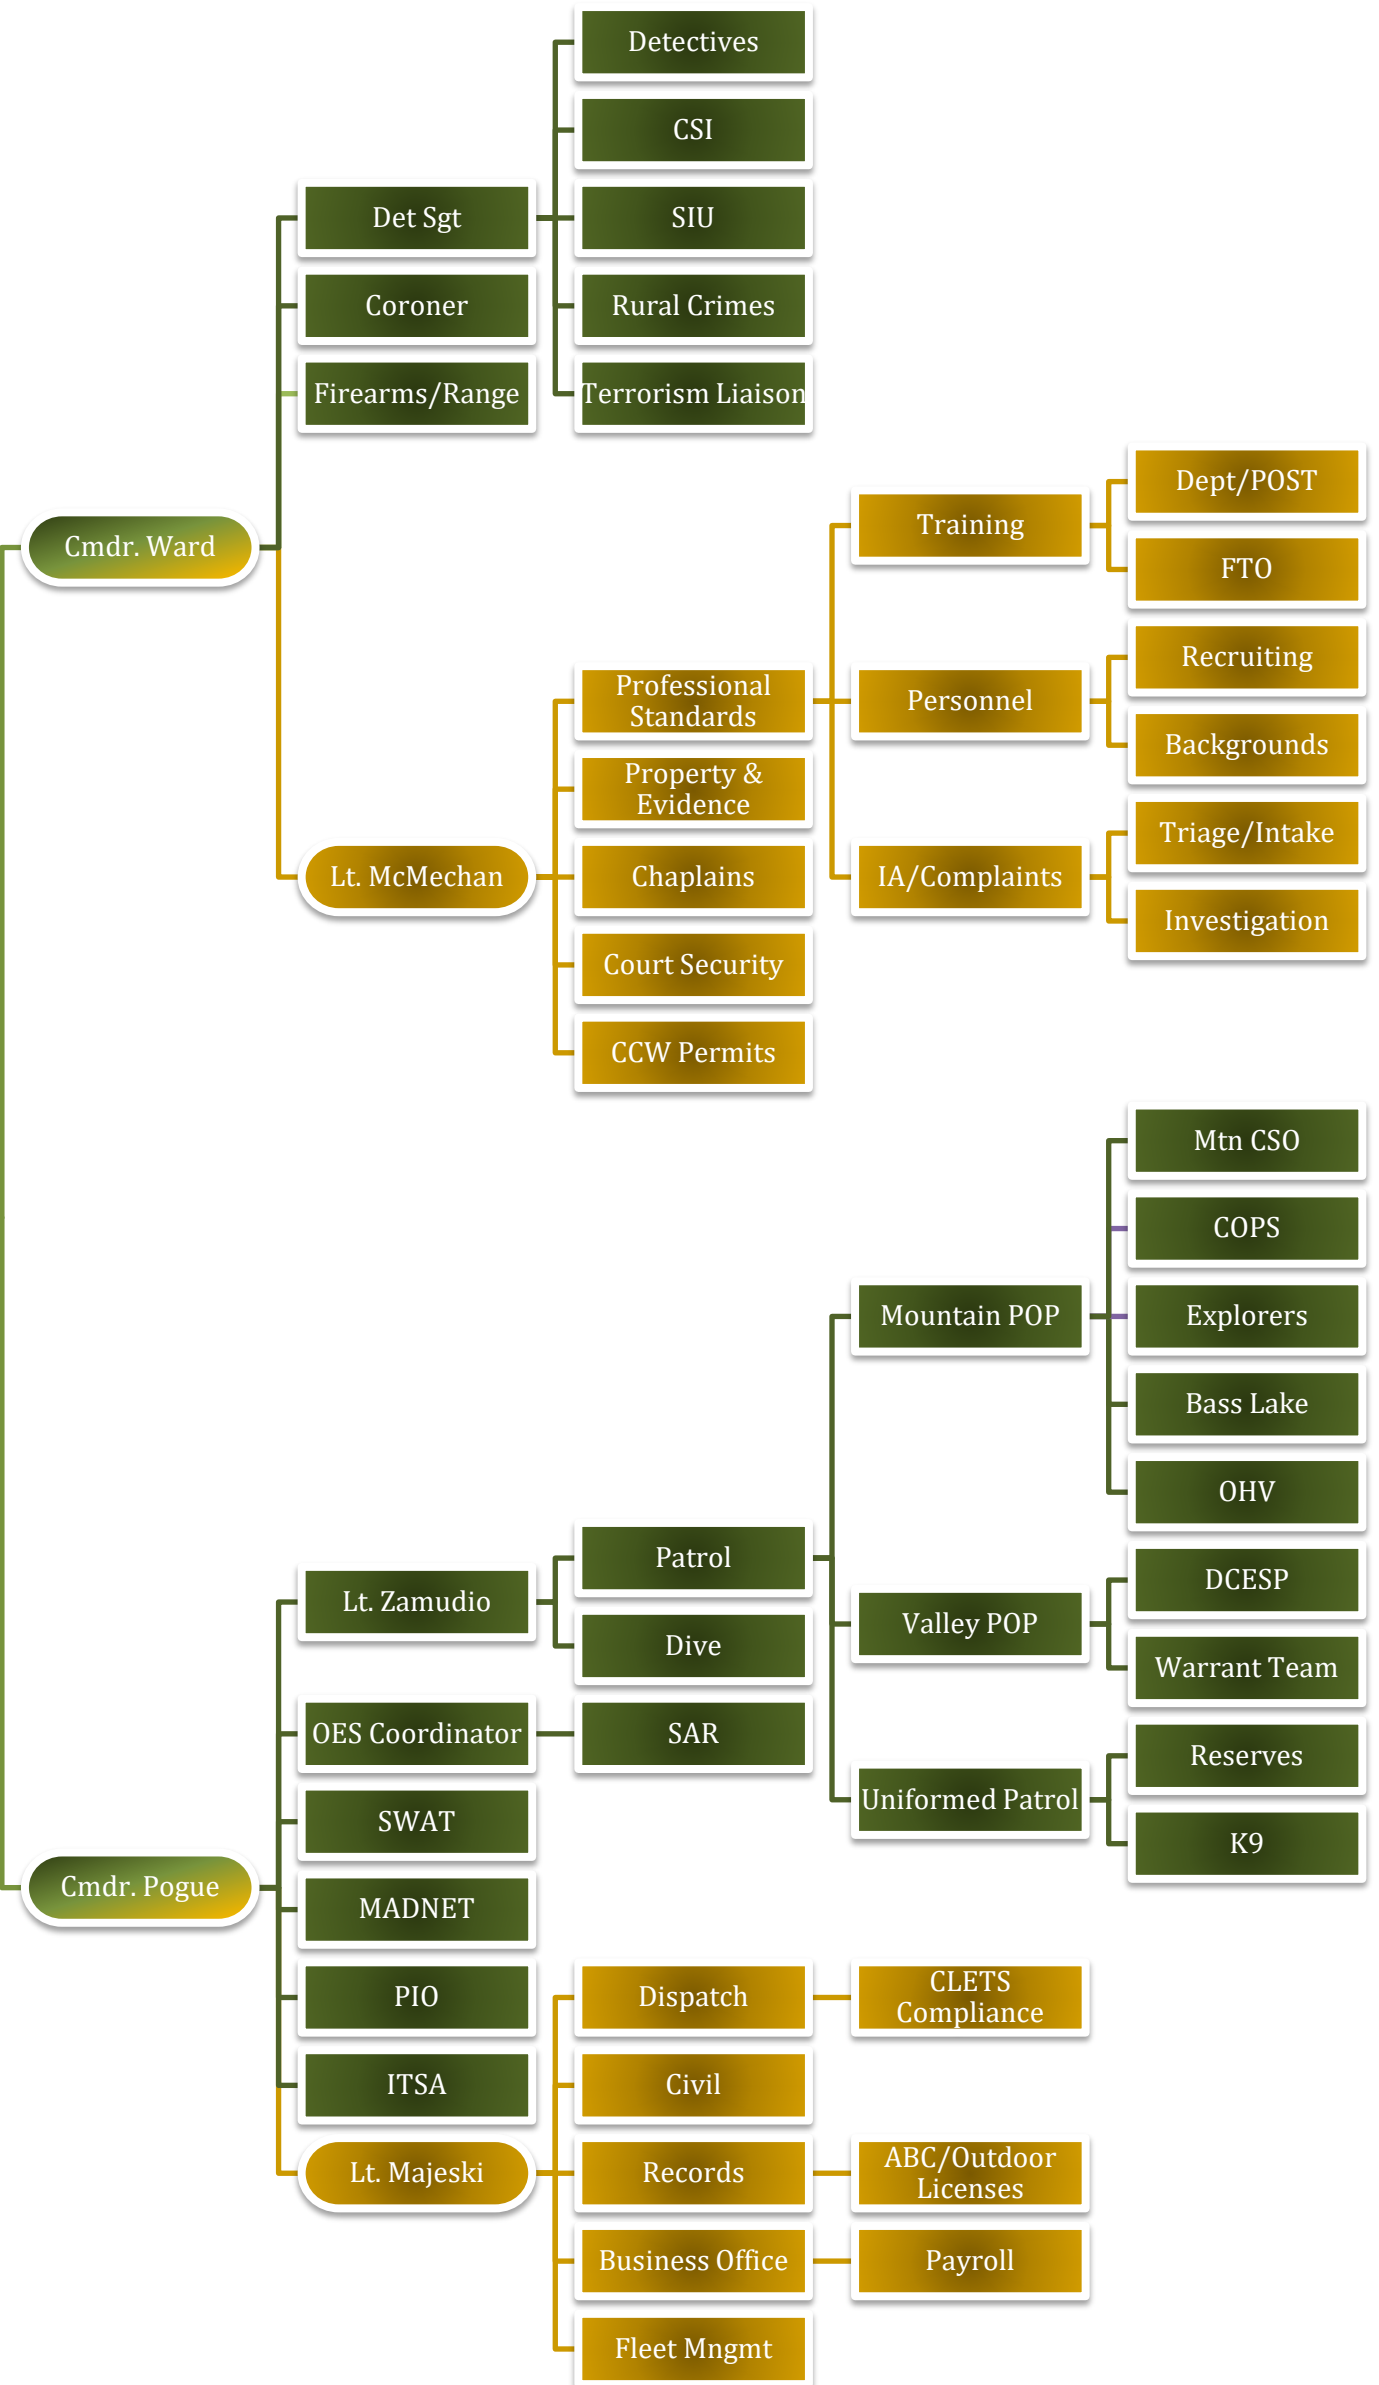 Detectives
CSI
Det Sgt
SIU
Coroner
Rural Crimes
Firearms/Range
Terrorism Liaison
Cmdr. Ward
Training
Dept/POST
FTO
Professional
Standards
Personnel
Recruiting
Backgrounds
Property &
Evidence
Lt. McMechan
Chaplains
IA/Complaints
Triage/Intake
Investigation
Court Security
CCW Permits
Mtn CSO
COPS
Mountain POP
Explorers
Bass Lake
OHV
Lt. Zamudio
Patrol
Dive
Valley POP
DCESP
Warrant Team
OES Coordinator
SAR
Uniformed Patrol
Reserves
K9
SWAT
Cmdr. Pogue
MADNET
PIO
ITSA
Lt. Majeski
Dispatch
CLETS
Compliance
Civil
Records
ABC/Outdoor
Licenses
Business Office
Payroll
Fleet Mngmt